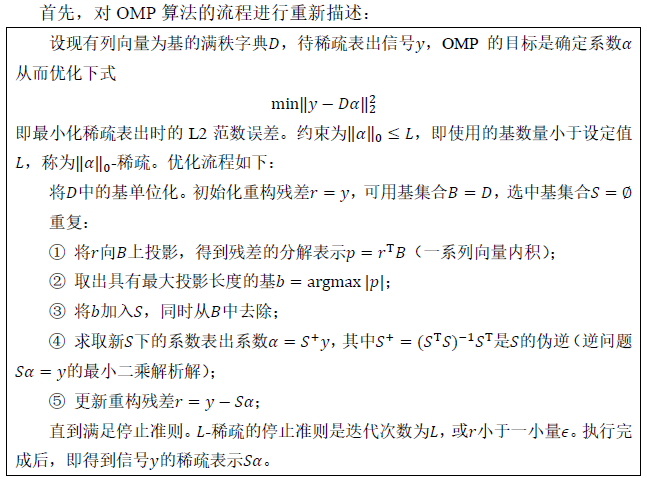 首先，对 OMP 算法的流程进行重新描述：
设现有列向量为基的满秩字典𝐷，待稀疏表出信号𝑦，OMP 的目标是确定系数𝛼
从而优化下式
min‖𝑦 − 𝐷𝛼‖₂²
即最小化稀疏表出时的 L2 范数误差。约束为‖𝛼‖₀ ≤ 𝐿，即使用的基数量小于设定值
𝐿，称为‖𝛼‖₀-稀疏。优化流程如下：
将𝐷中的基单位化。初始化重构残差𝑟 = 𝑦，可用基集合𝐵 = 𝐷，选中基集合𝑆 = ∅
重复：
① 将𝑟向𝐵上投影，得到残差的分解表示𝑝 = 𝑟ᵀ𝐵（一系列向量内积）；
② 取出具有最大投影长度的基𝑏 = argmax |𝑝|；
③ 将𝑏加入𝑆，同时从𝐵中去除；
④ 求取新𝑆下的系数表出系数𝛼 = 𝑆⁺𝑦，其中𝑆⁺ = (𝑆ᵀ𝑆)⁻¹𝑆ᵀ是𝑆的伪逆（逆问题
𝑆𝛼 = 𝑦的最小二乘解析解）；
⑤ 更新重构残差𝑟 = 𝑦 − 𝑆𝛼；
直到满足停止准则。𝐿-稀疏的停止准则是迭代次数为𝐿，或𝑟小于一小量𝜖。执行完
成后，即得到信号𝑦的稀疏表示𝑆𝛼。